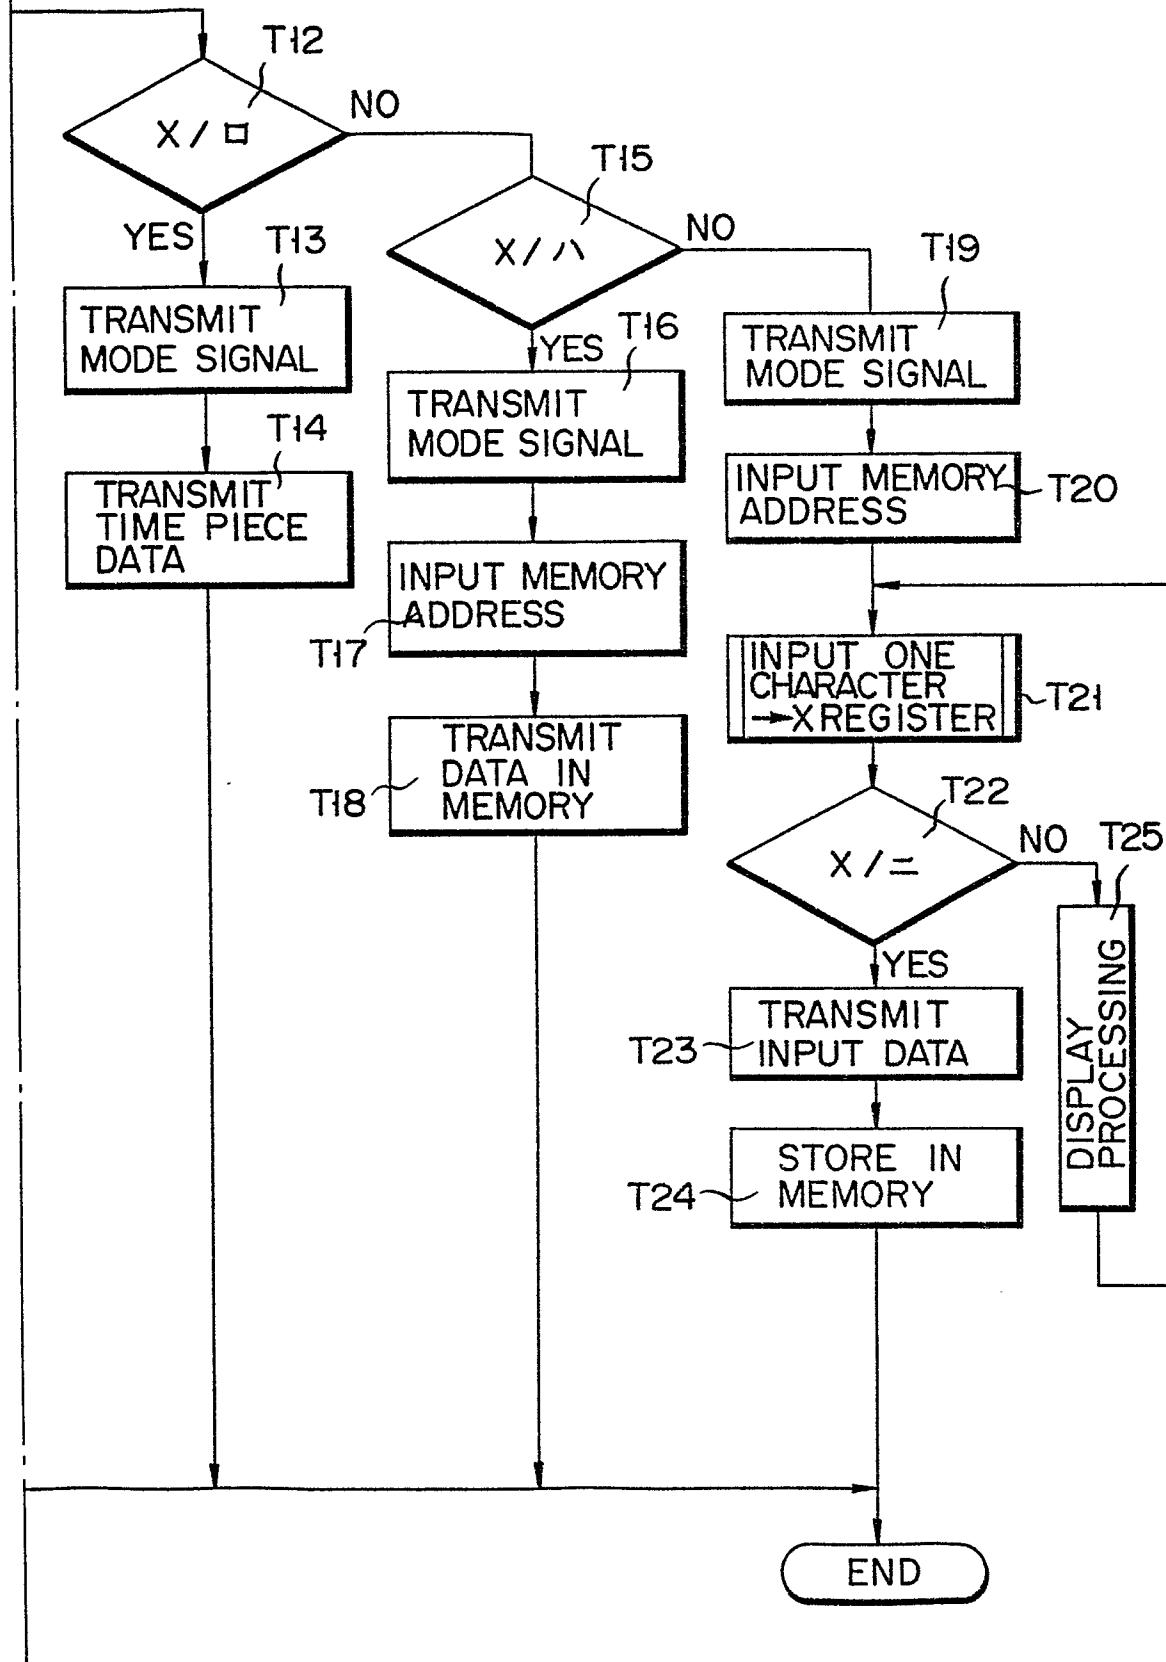 T12
X / ロ
NO
YES
T13
TRANSMIT
MODE SIGNAL
T14
TRANSMIT
TIME PIECE
DATA
T15
X / ハ
NO
YES
T16
TRANSMIT
MODE SIGNAL
INPUT MEMORY
ADDRESS
T17
TRANSMIT
DATA IN
MEMORY
T18
T19
TRANSMIT
MODE SIGNAL
INPUT MEMORY
ADDRESS
T20
INPUT ONE
CHARACTER
→X REGISTER
T21
T22
X / ニ
NO
YES
T25
DISPLAY
PROCESSING
TRANSMIT
INPUT DATA
T23
STORE IN
MEMORY
T24
END